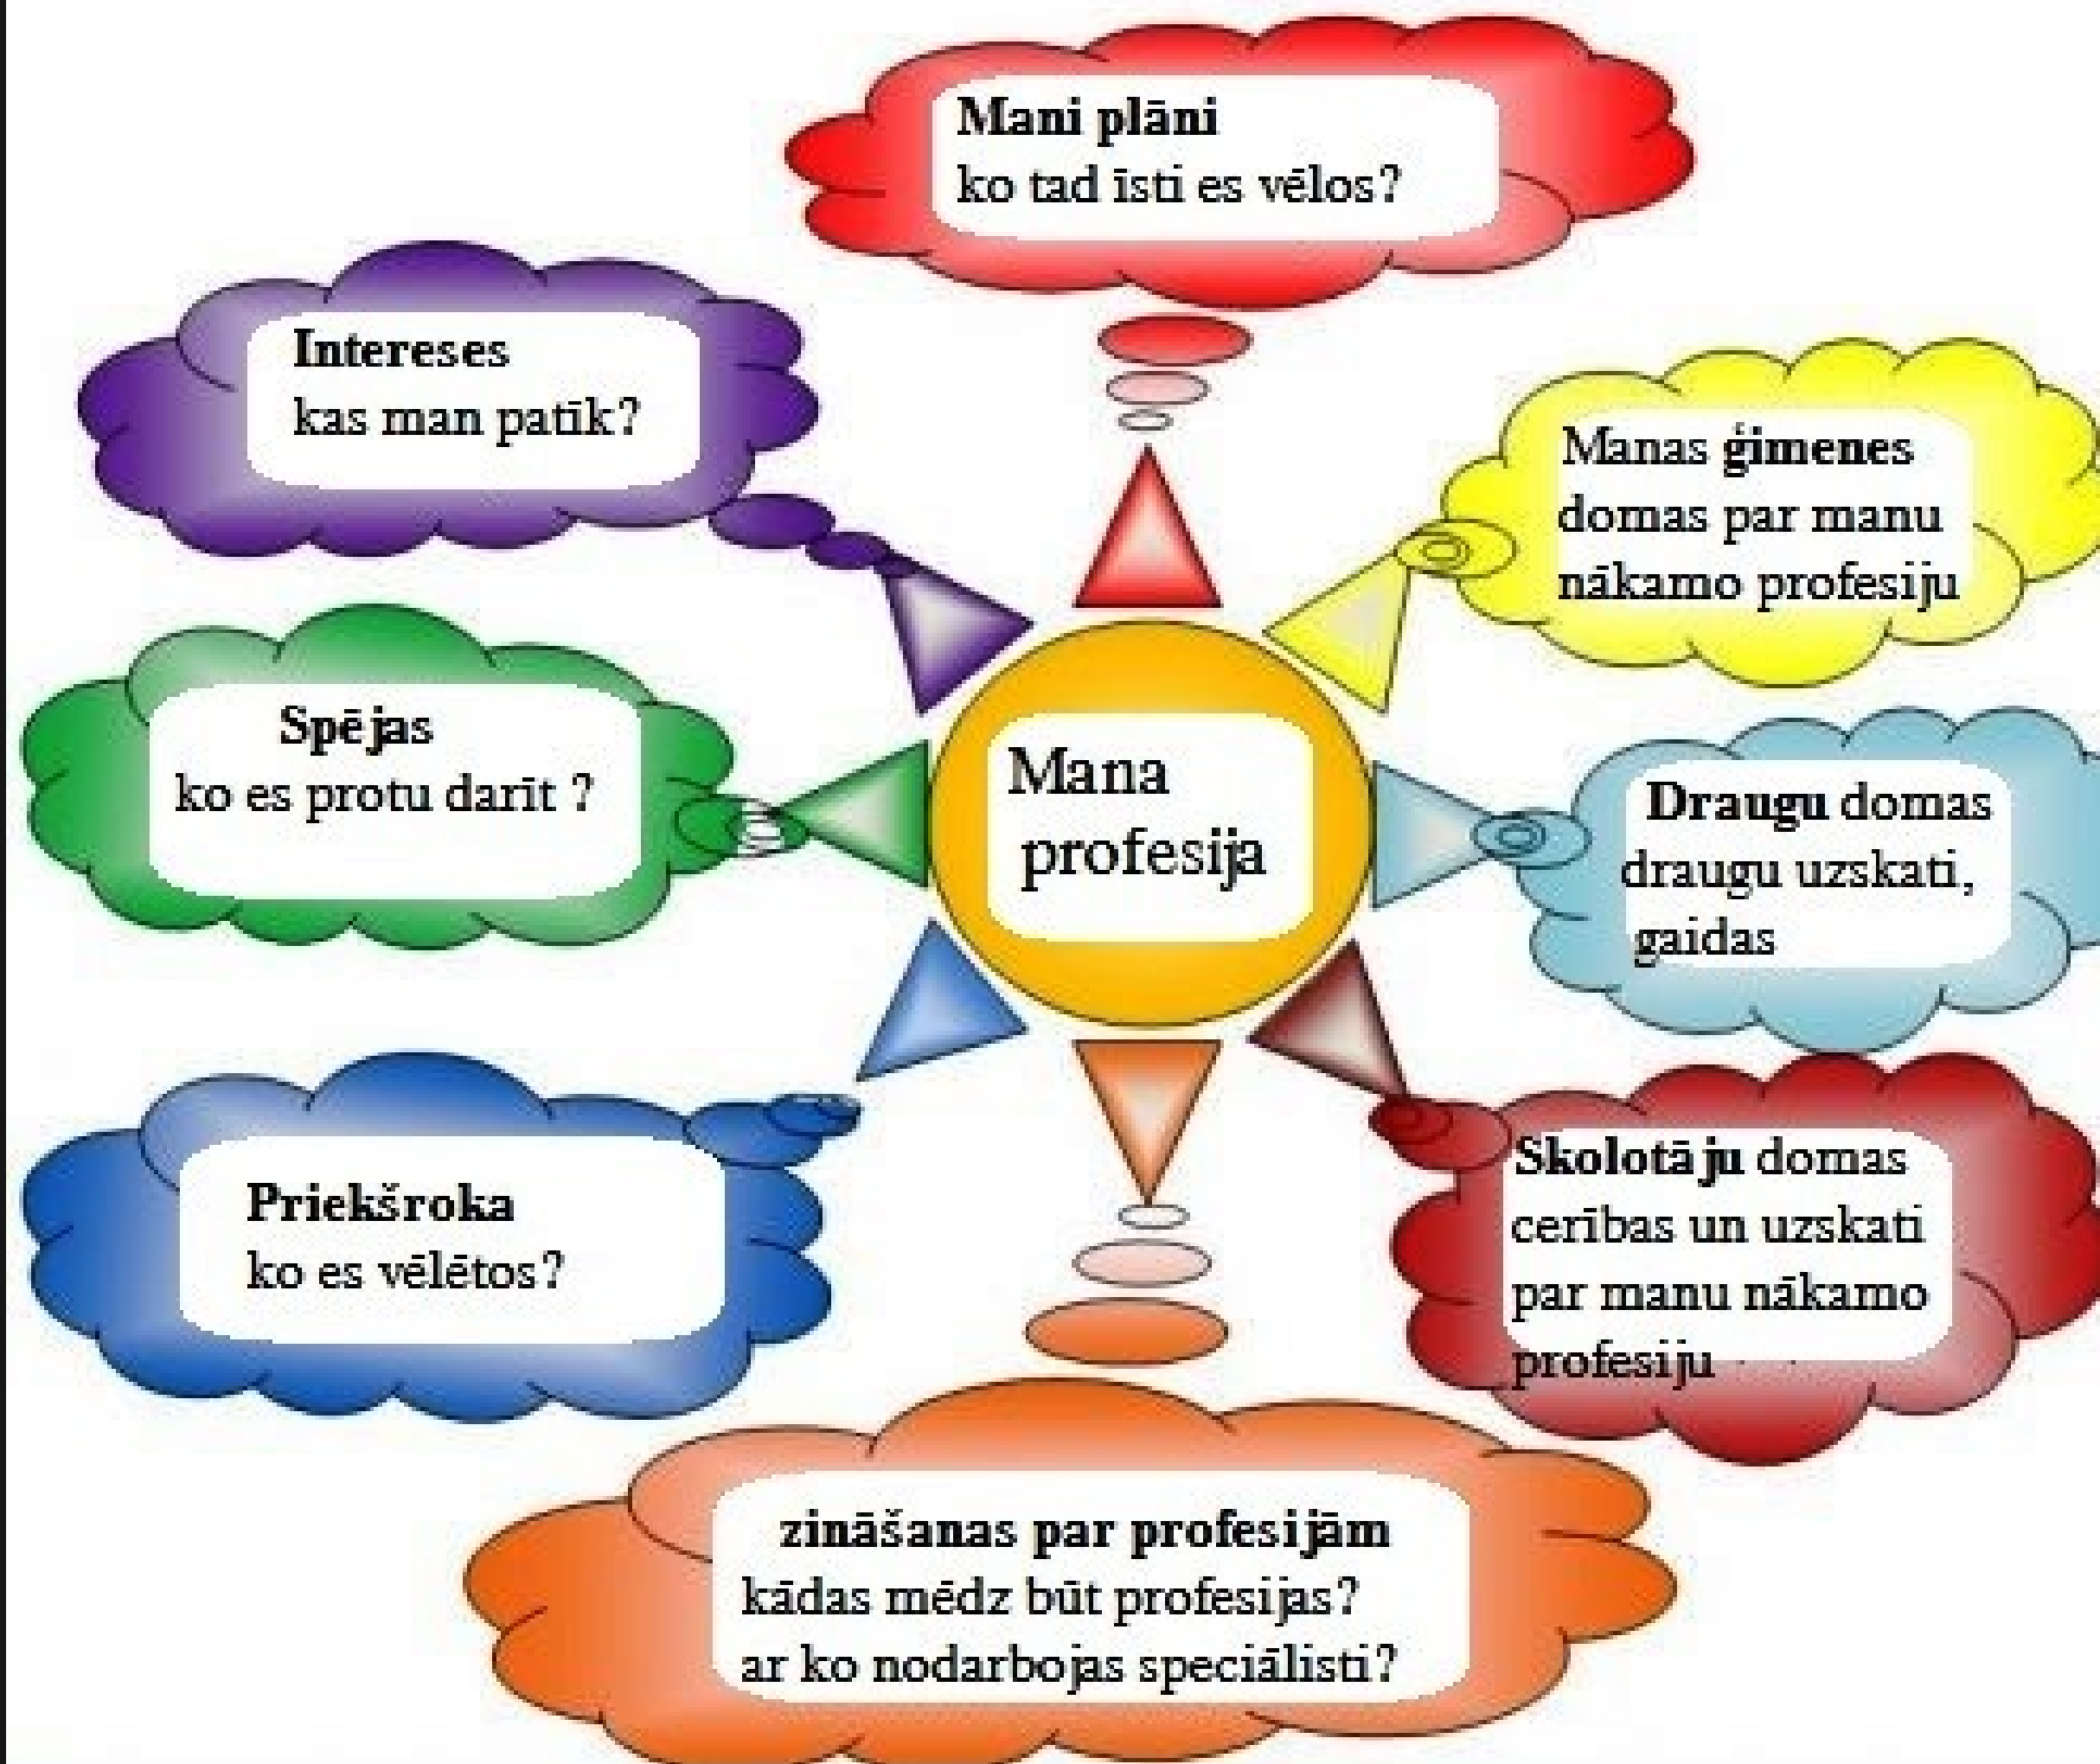 Mani plāni
ko tad īsti es vēlos?
Intereses
kas man patīk?
Manas ģimenes
domas par manu
nākamo profesiju
Spējas
ko es protu darīt ?
Mana
profesija
Draugu domas
draugu uzskati,
gaidas
Priekšroka
ko es vēlētos?
Skolotāju domas
cerības un uzskati
par manu nākamo
profesiju
zināšanas par profesijām
kādas mēdz būt profesijas?
ar ko nodarbojas speciālisti?